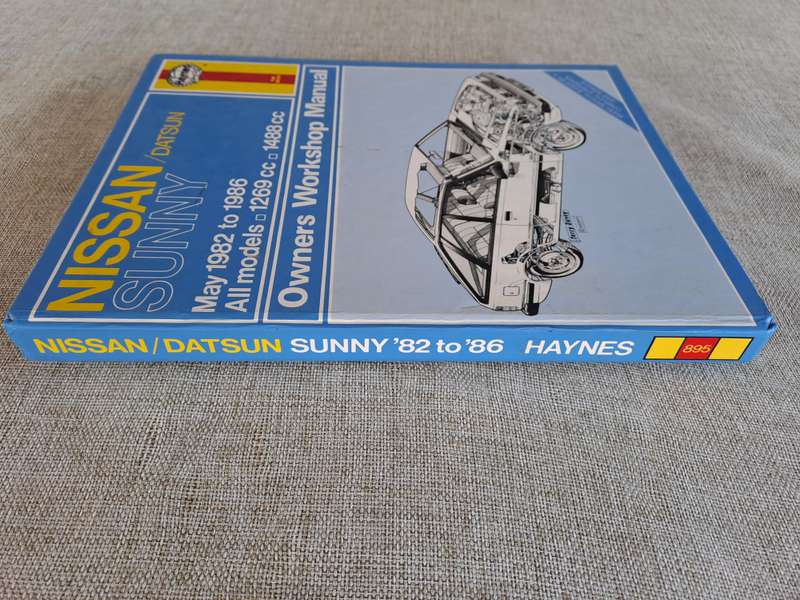 NISSAN
/DATSUN
SUNNY
May 1982 to 1986
All models □ 1269 cc □ 1488 cc
Owners Workshop Manual
NISSAN/DATSUN SUNNY '82 to '86 HAYNES 895